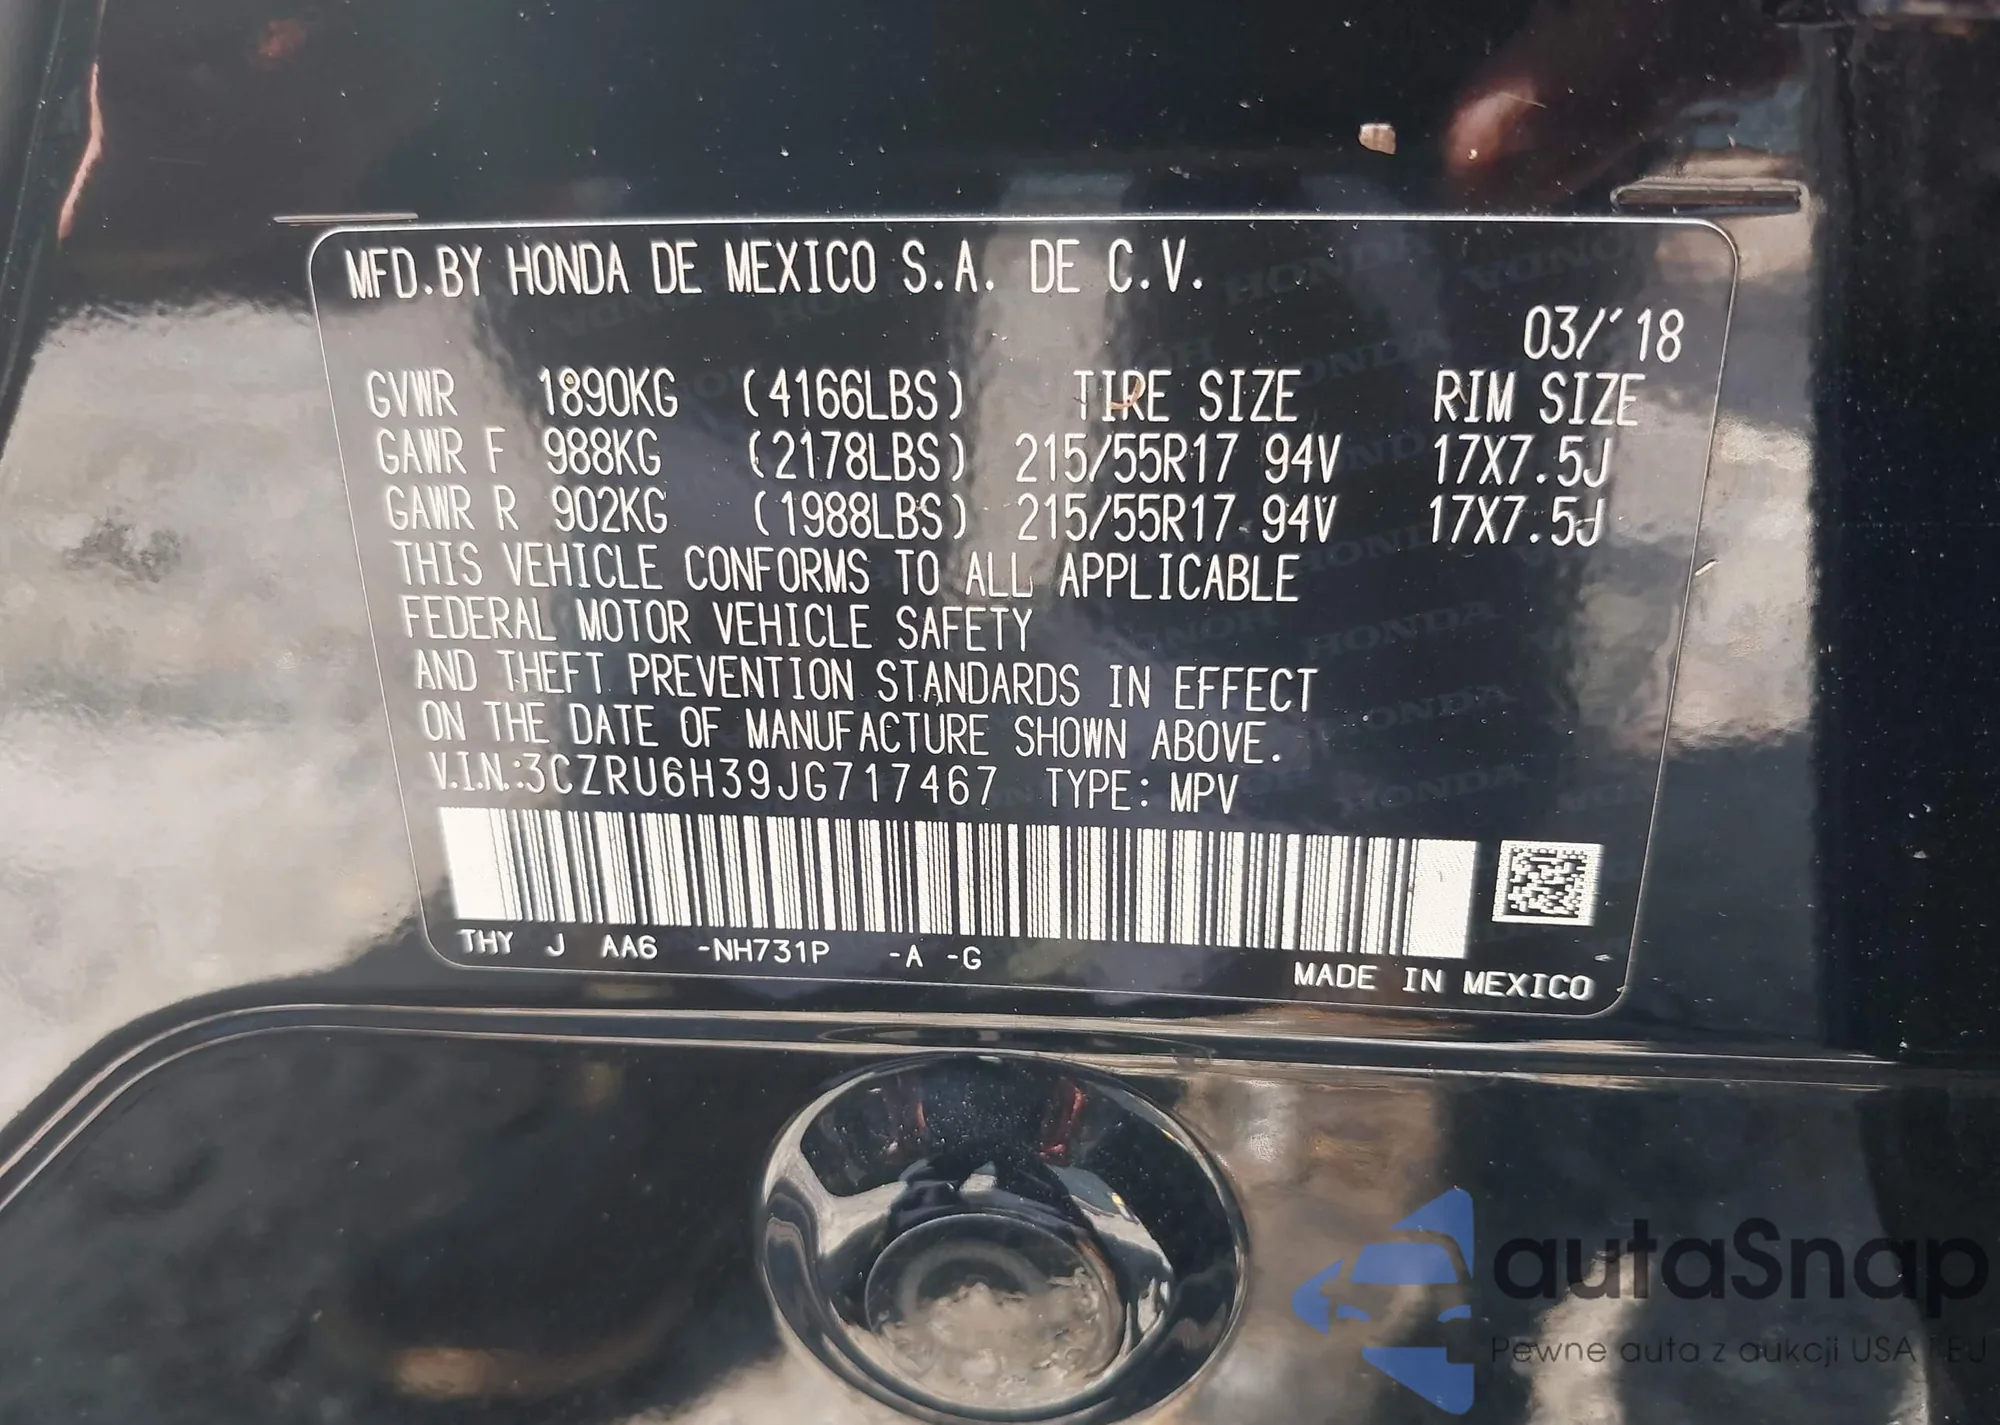 MFD.BY HONDA DE MEXICO S.A. DE C.V.
03/'18
GVWR 1890KG (4166LBS) TIRE SIZE RIM SIZE
GAWR F 988KG (2178LBS) 215/55R17 94V 17X7.5J
GAWR R 902KG (1988LBS) 215/55R17 94V 17X7.5J
THIS VEHICLE CONFORMS TO ALL APPLICABLE
FEDERAL MOTOR VEHICLE SAFETY
AND THEFT PREVENTION STANDARDS IN EFFECT
ON THE DATE OF MANUFACTURE SHOWN ABOVE.
V.I.N.:3CZRU6H39JG717467 TYPE: MPV
THY J AA6 -NH731P -A -G
MADE IN MEXICO
autaSnap
Pewne auta z aukcji USA i EU